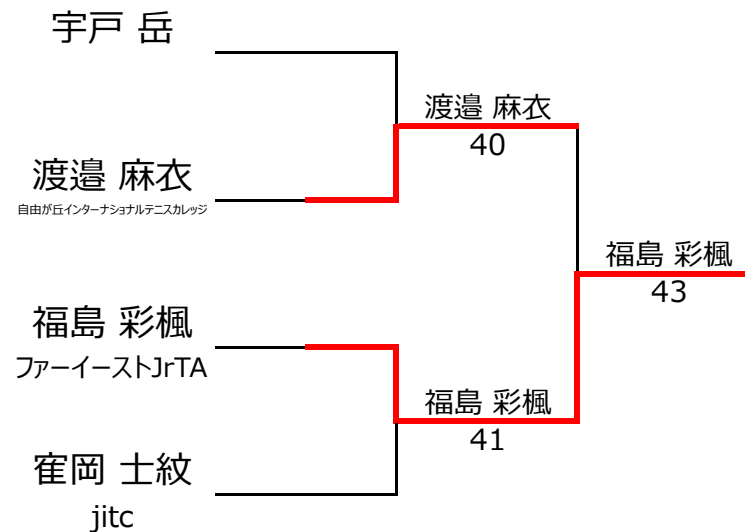 宇戸 岳
渡邉 麻衣
自由が丘インターナショナルテニスカレッジ
福島 彩楓
ファーイーストJrTA
寉岡 士紋
jitc
渡邉 麻衣
40
福島 彩楓
41
福島 彩楓
43